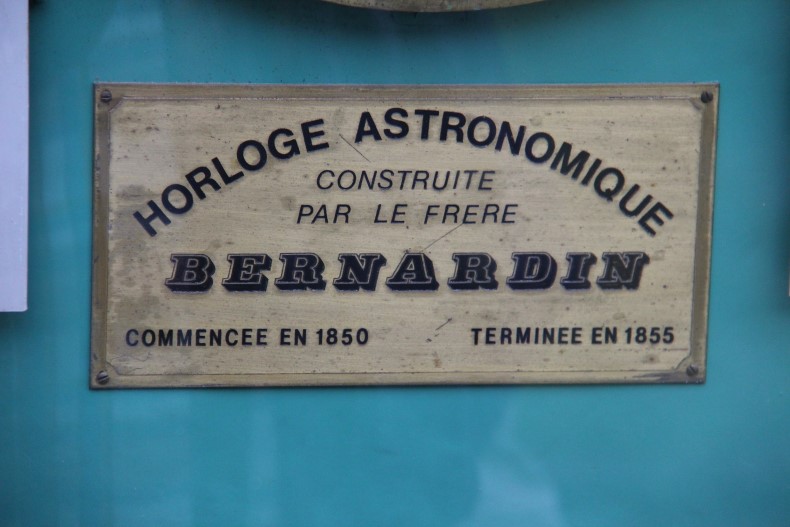 HORLOGE ASTRONOMIQUE
CONSTRUITE
PAR LE FRERE
BERNARDIN
COMMENCEE EN 1850 TERMINEE EN 1855